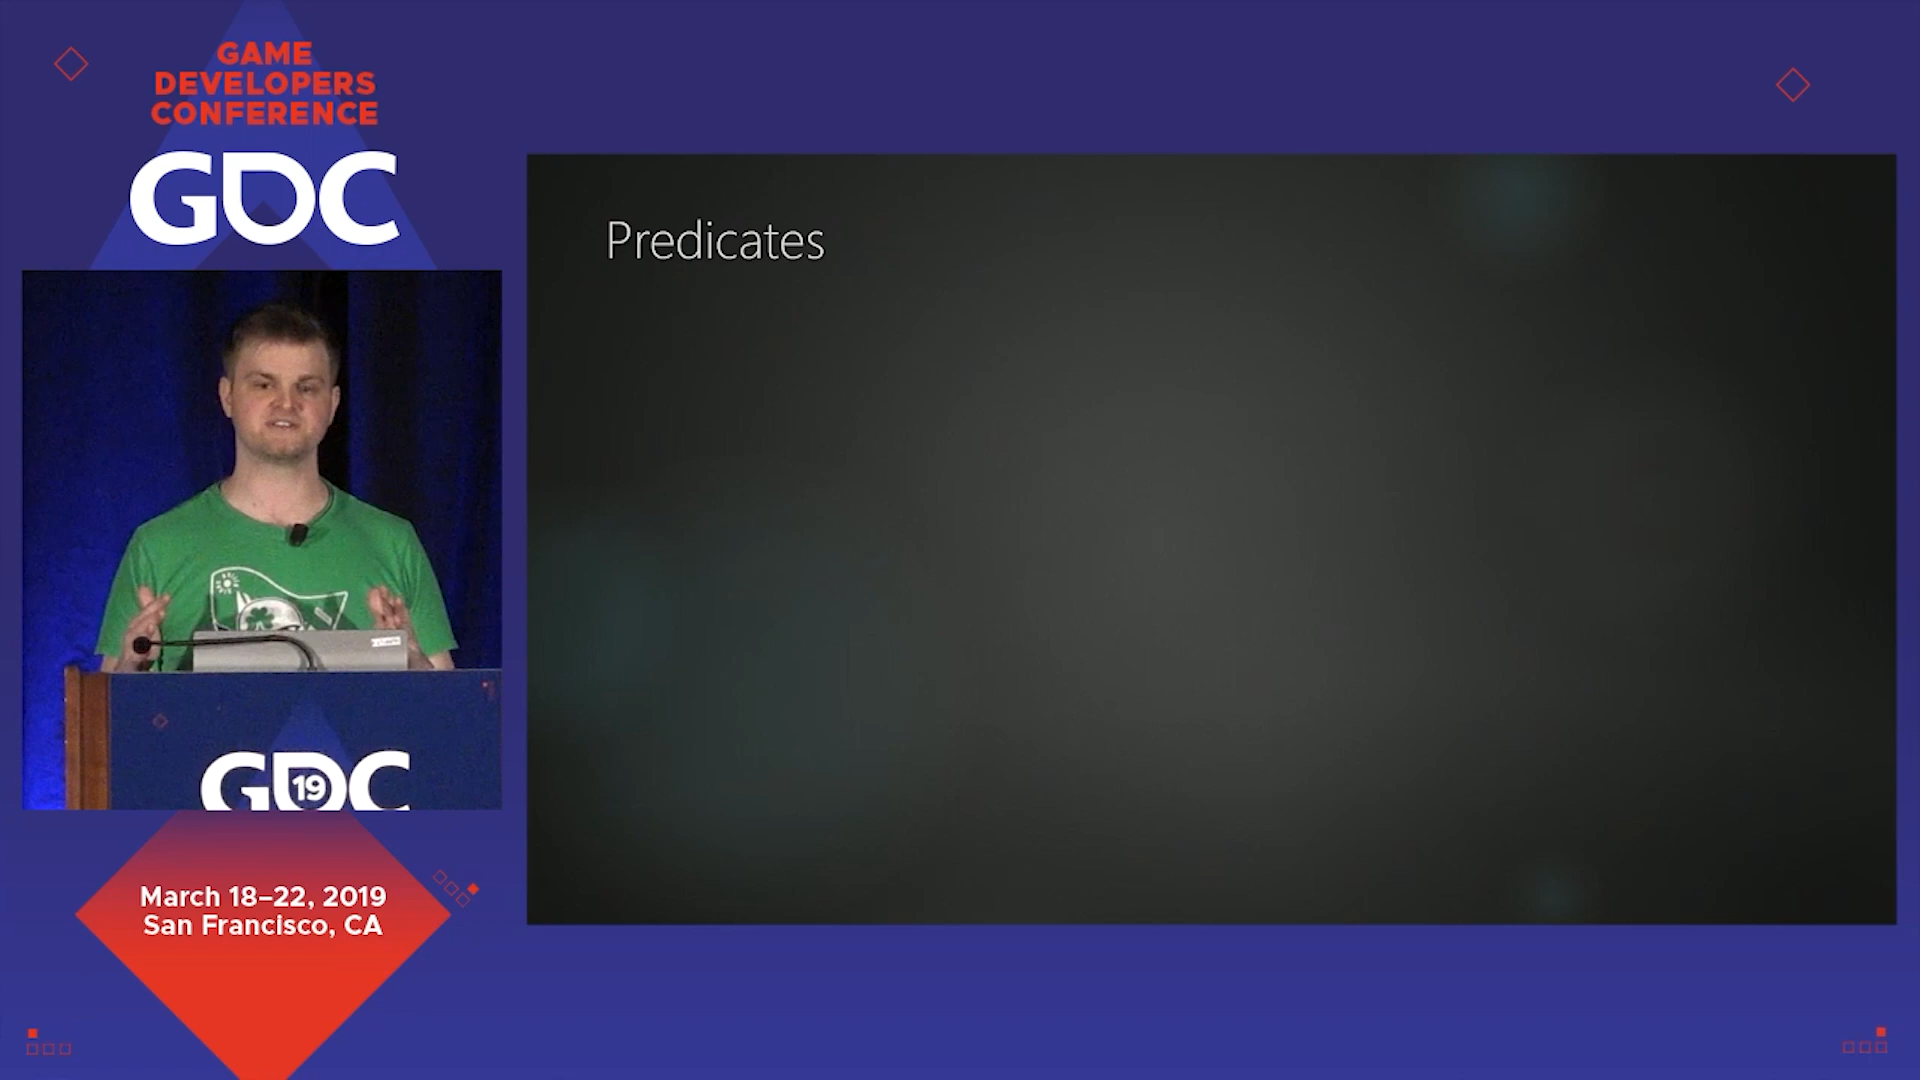 GAME
DEVELOPERS
CONFERENCE
GDC
Predicates
GDC
19
March 18–22, 2019
San Francisco, CA